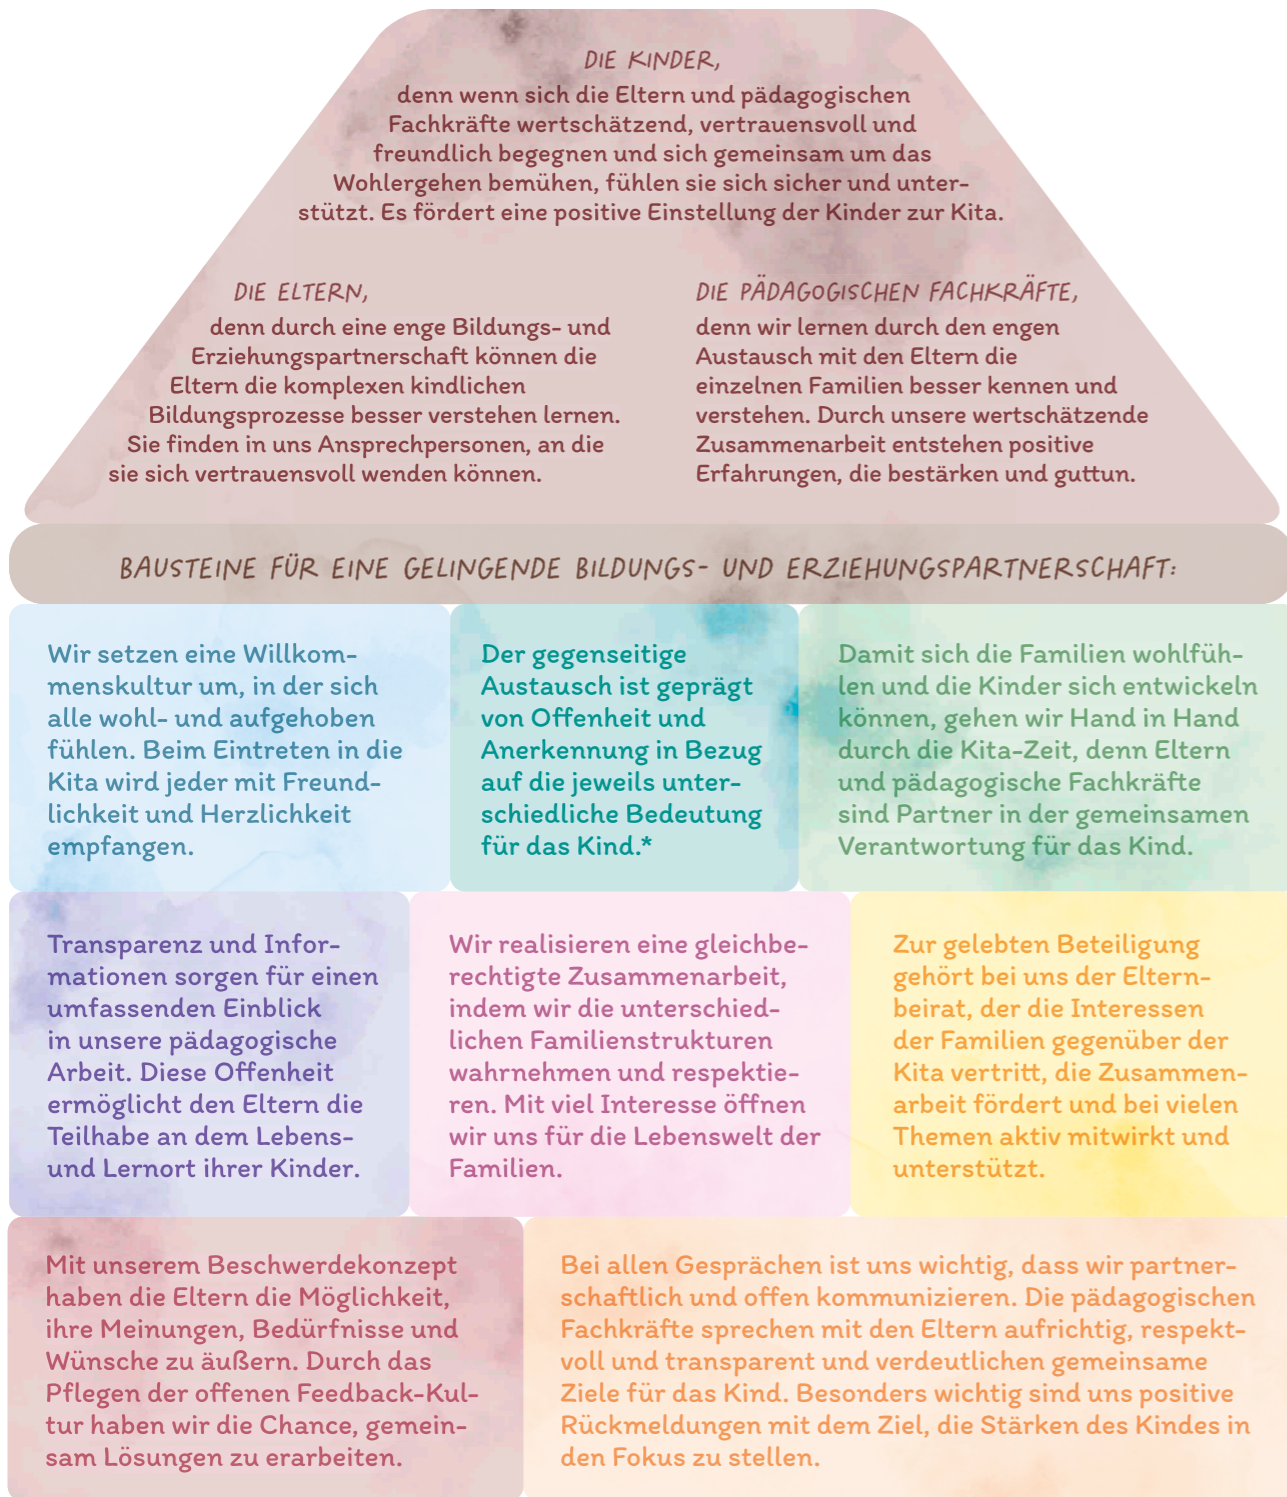 DIE KINDER,
denn wenn sich die Eltern und pädagogischen
Fachkräfte wertschätzend, vertrauensvoll und
freundlich begegnen und sich gemeinsam um das
Wohlergehen bemühen, fühlen sie sich sicher und unter-
stützt. Es fördert eine positive Einstellung der Kinder zur Kita.
DIE ELTERN,
denn durch eine enge Bildungs- und
Erziehungspartnerschaft können die
Eltern die komplexen kindlichen
Bildungsprozesse besser verstehen lernen.
Sie finden in uns Ansprechpersonen, an die
sie sich vertrauensvoll wenden können.
DIE PÄDAGOGISCHEN FACHKRÄFTE,
denn wir lernen durch den engen
Austausch mit den Eltern die
einzelnen Familien besser kennen und
verstehen. Durch unsere wertschätzende
Zusammenarbeit entstehen positive
Erfahrungen, die bestärken und guttun.
BAUSTEINE FÜR EINE GELINGENDE BILDUNGS- UND ERZIEHUNGSPARTNERSCHAFT:
Wir setzen eine Willkom-
menskultur um, in der sich
alle wohl- und aufgehoben
fühlen. Beim Eintreten in die
Kita wird jeder mit Freund-
lichkeit und Herzlichkeit
empfangen.
Der gegenseitige
Austausch ist geprägt
von Offenheit und
Anerkennung in Bezug
auf die jeweils unter-
schiedliche Bedeutung
für das Kind.*
Damit sich die Familien wohlfüh-
len und die Kinder sich entwickeln
können, gehen wir Hand in Hand
durch die Kita-Zeit, denn Eltern
und pädagogische Fachkräfte
sind Partner in der gemeinsamen
Verantwortung für das Kind.
Transparenz und Infor-
mationen sorgen für einen
umfassenden Einblick
in unsere pädagogische
Arbeit. Diese Offenheit
ermöglicht den Eltern die
Teilhabe an dem Lebens-
und Lernort ihrer Kinder.
Wir realisieren eine gleichbe-
rechtigte Zusammenarbeit,
indem wir die unterschied-
lichen Familienstrukturen
wahrnehmen und respektie-
ren. Mit viel Interesse öffnen
wir uns für die Lebenswelt der
Familien.
Zur gelebten Beteiligung
gehört bei uns der Eltern-
beirat, der die Interessen
der Familien gegenüber der
Kita vertritt, die Zusammen-
arbeit fördert und bei vielen
Themen aktiv mitwirkt und
unterstützt.
Mit unserem Beschwerdekonzept
haben die Eltern die Möglichkeit,
ihre Meinungen, Bedürfnisse und
Wünsche zu äußern. Durch das
Pflegen der offenen Feedback-Kul-
tur haben wir die Chance, gemein-
sam Lösungen zu erarbeiten.
Bei allen Gesprächen ist uns wichtig, dass wir partner-
schaftlich und offen kommunizieren. Die pädagogischen
Fachkräfte sprechen mit den Eltern aufrichtig, respekt-
voll und transparent und verdeutlichen gemeinsame
Ziele für das Kind. Besonders wichtig sind uns positive
Rückmeldungen mit dem Ziel, die Stärken des Kindes in
den Fokus zu stellen.